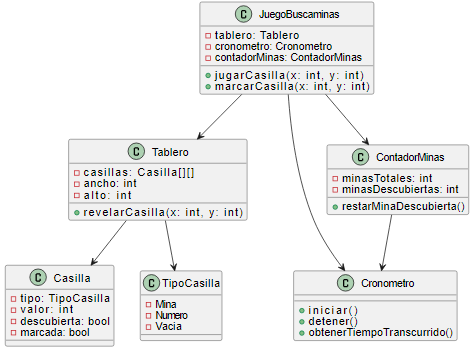 C JuegoBuscaminas
tablero: Tablero
cronometro: Cronometro
contadorMinas: ContadorMinas
jugarCasilla(x: int, y: int)
marcarCasilla(x: int, y: int)
C Tablero
casillas: Casilla[][]
ancho: int
alto: int
revelarCasilla(x: int, y: int)
C ContadorMinas
minasTotales: int
minasDescubiertas: int
restarMinaDescubierta()
C Casilla
tipo: TipoCasilla
valor: int
descubierta: bool
marcada: bool
C TipoCasilla
Mina
Numero
Vacia
C Cronometro
iniciar()
detener()
obtenerTiempoTranscurrido()